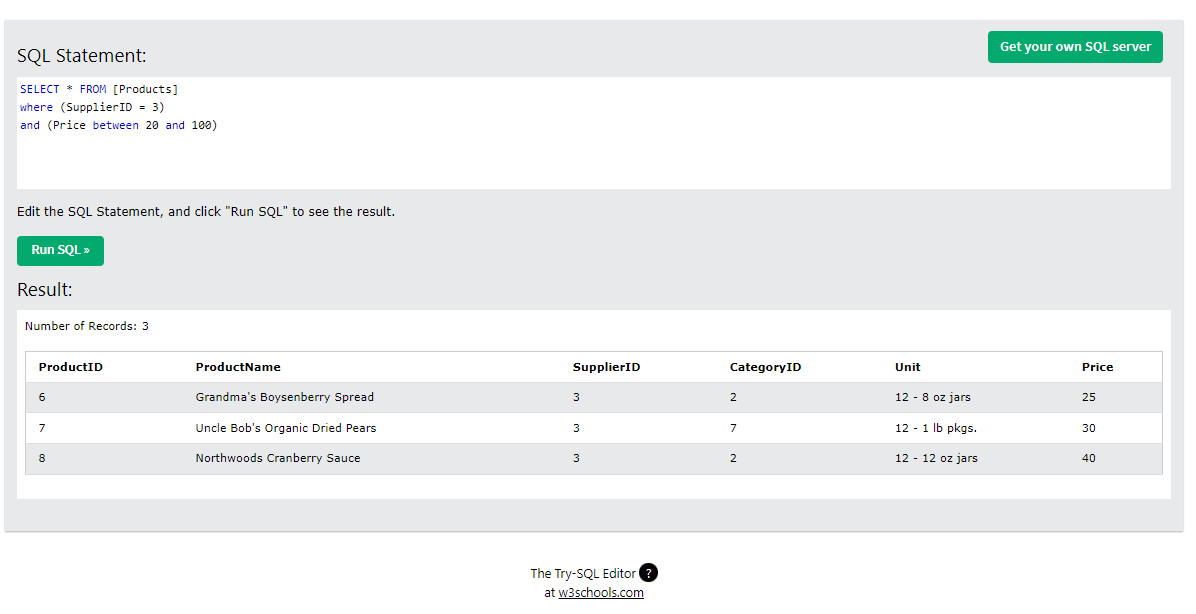 SQL Statement:
Get your own SQL server
SELECT * FROM [Products]
where (SupplierID = 3)
and (Price between 20 and 100)
Edit the SQL Statement, and click "Run SQL" to see the result.
Run SQL »
Result:
Number of Records: 3
ProductID ProductName SupplierID CategoryID Unit Price
6 Grandma's Boysenberry Spread 3 2 12 - 8 oz jars 25
7 Uncle Bob's Organic Dried Pears 3 7 12 - 1 lb pkgs. 30
8 Northwoods Cranberry Sauce 3 2 12 - 12 oz jars 40
The Try-SQL Editor ?
at w3schools.com